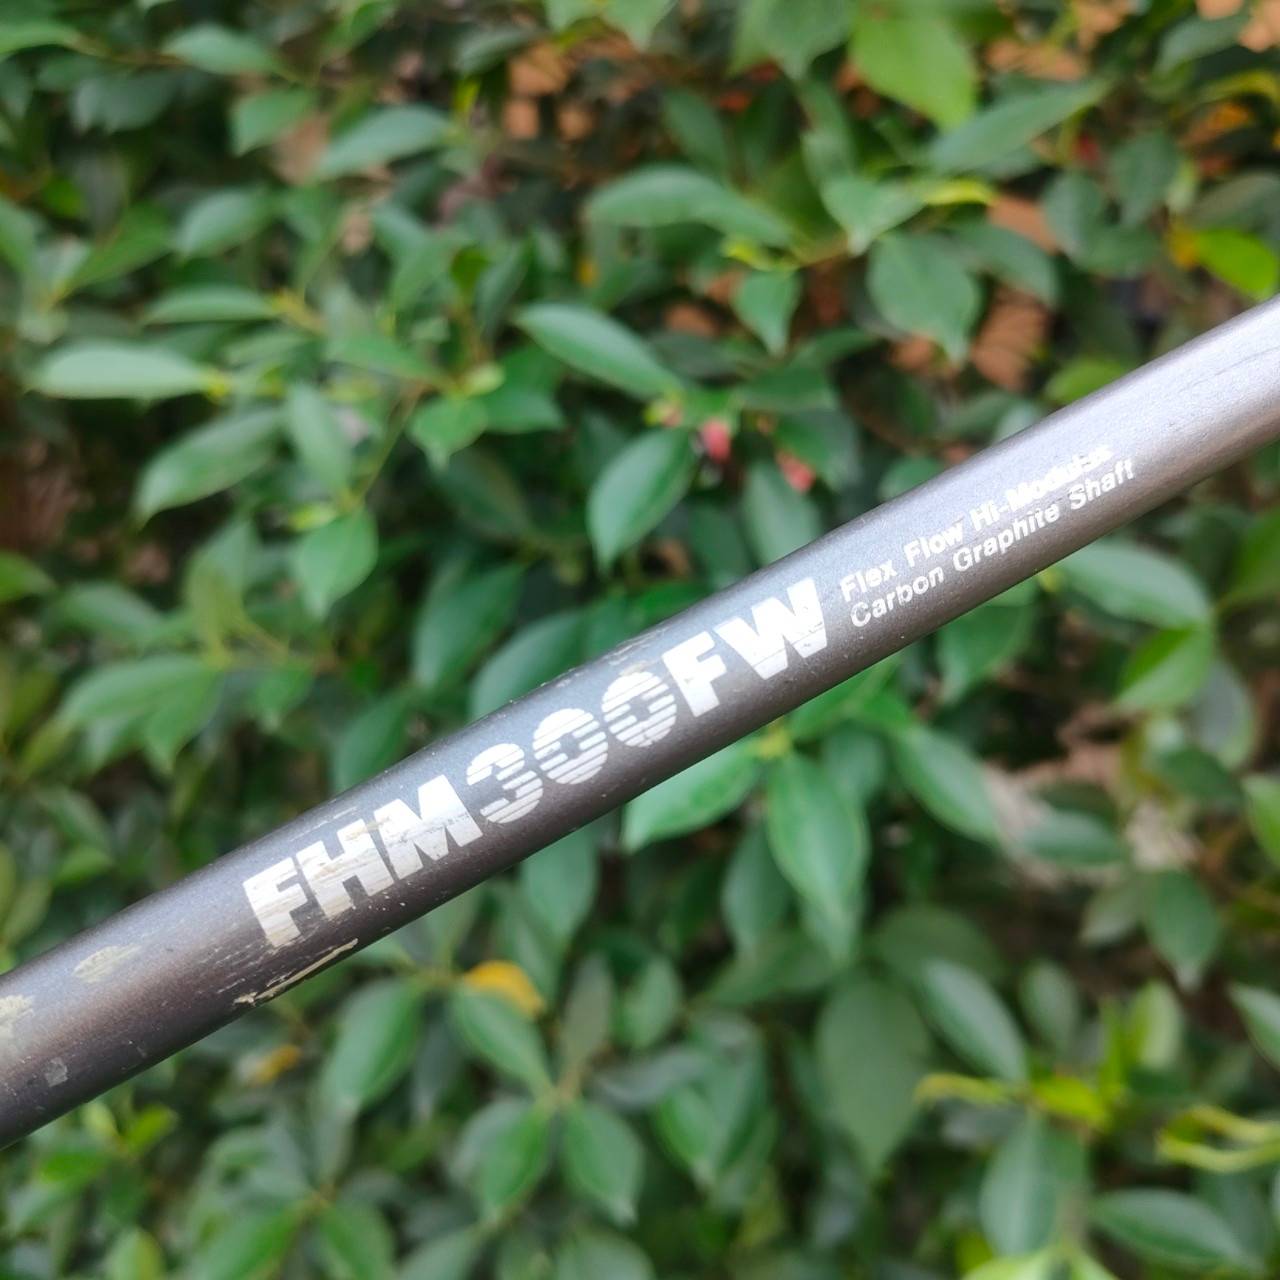 FHM300FW
Flex Flow Hi-Modulus
Carbon Graphite Shaft